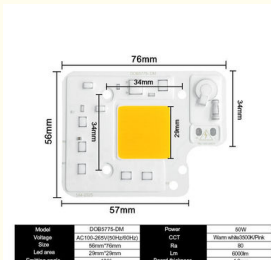 76mm
34mm
56mm
34mm
29mm
34mm
57mm
Model DOB5775-DM Power 50W
Voltage AC100-265V(50Hz/60Hz) CCT Warm white3500K/Pink
Size 56mm*76mm Ra 80
Led area 29mm*29mm Lm 6000lm